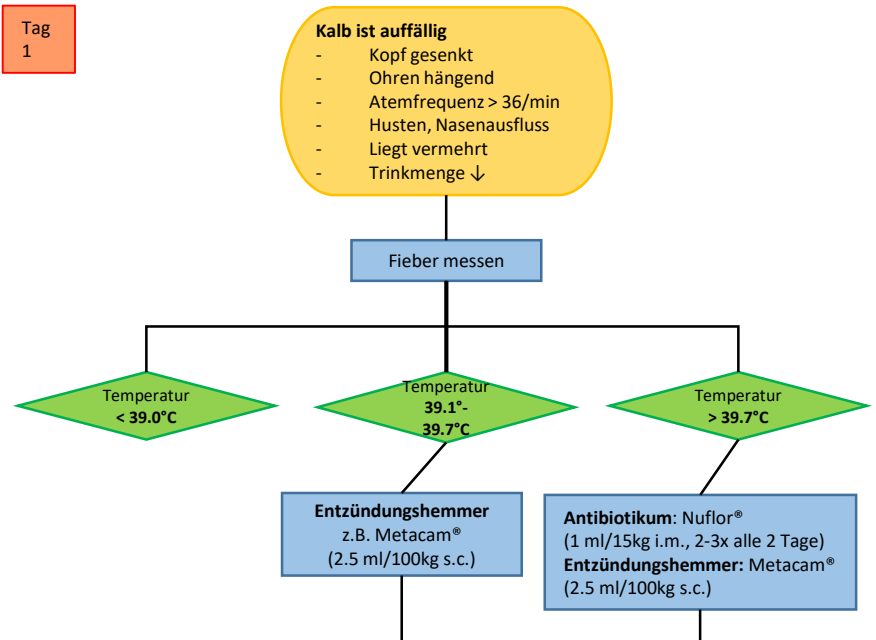 Tag
1
Kalb ist auffällig
- Kopf gesenkt
- Ohren hängend
- Atemfrequenz > 36/min
- Husten, Nasenausfluss
- Liegt vermehrt
- Trinkmenge ↓
Fieber messen
Temperatur
< 39.0°C
Temperatur
39.1°-
39.7°C
Temperatur
> 39.7°C
Entzündungshemmer
z.B. Metacam®
(2.5 ml/100kg s.c.)
Antibiotikum: Nuflor®
(1 ml/15kg i.m., 2-3x alle 2 Tage)
Entzündungshemmer: Metacam®
(2.5 ml/100kg s.c.)